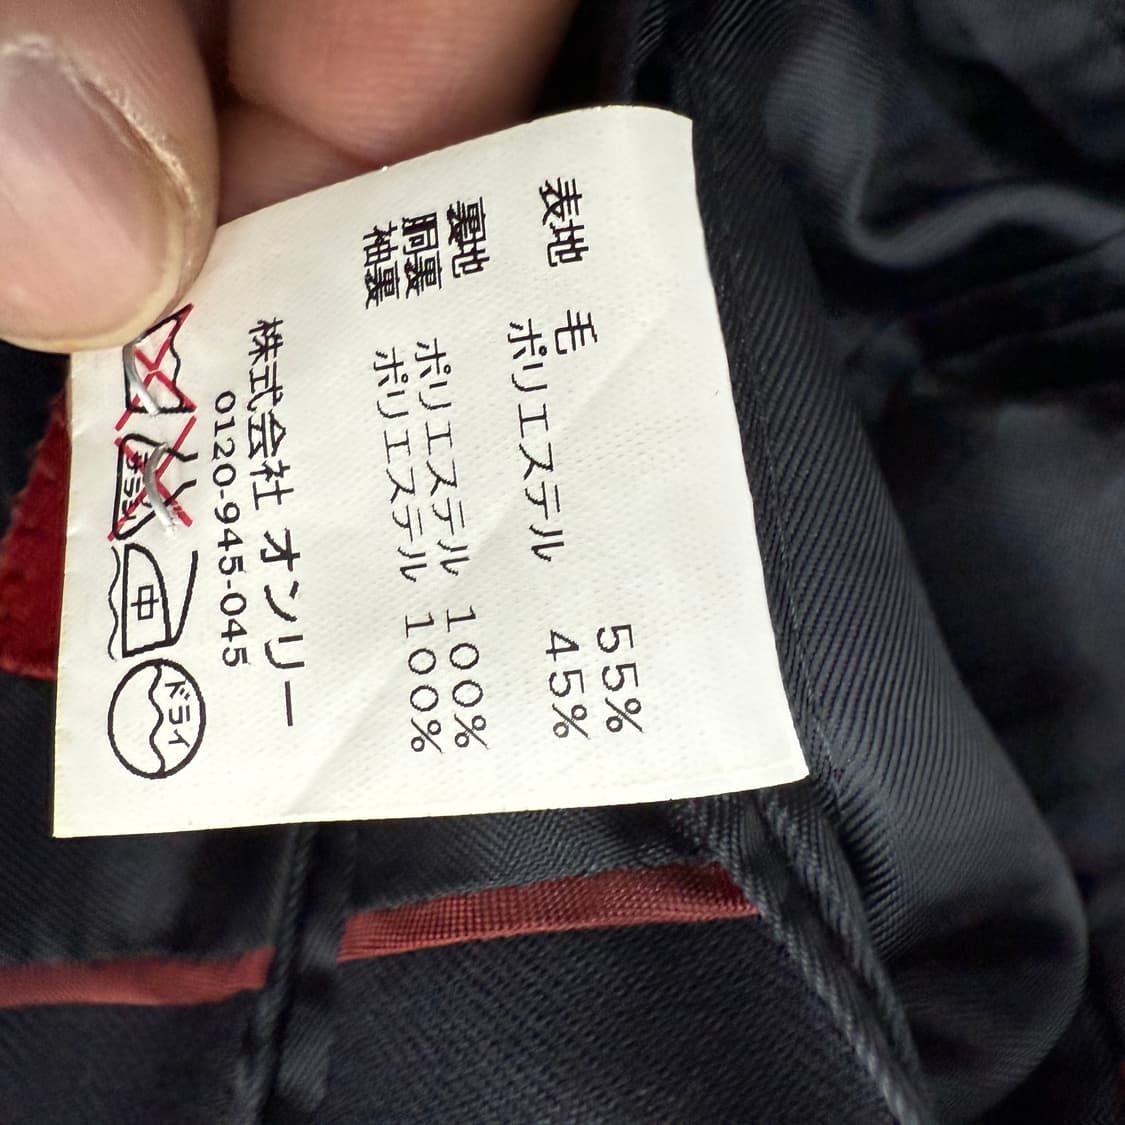 表地 毛 55%
ポリエステル 45%
裏地
胴裏 ポリエステル 100%
袖裏 ポリエステル 100%
株式会社 オンリー
0120-945-045
中
ドライ